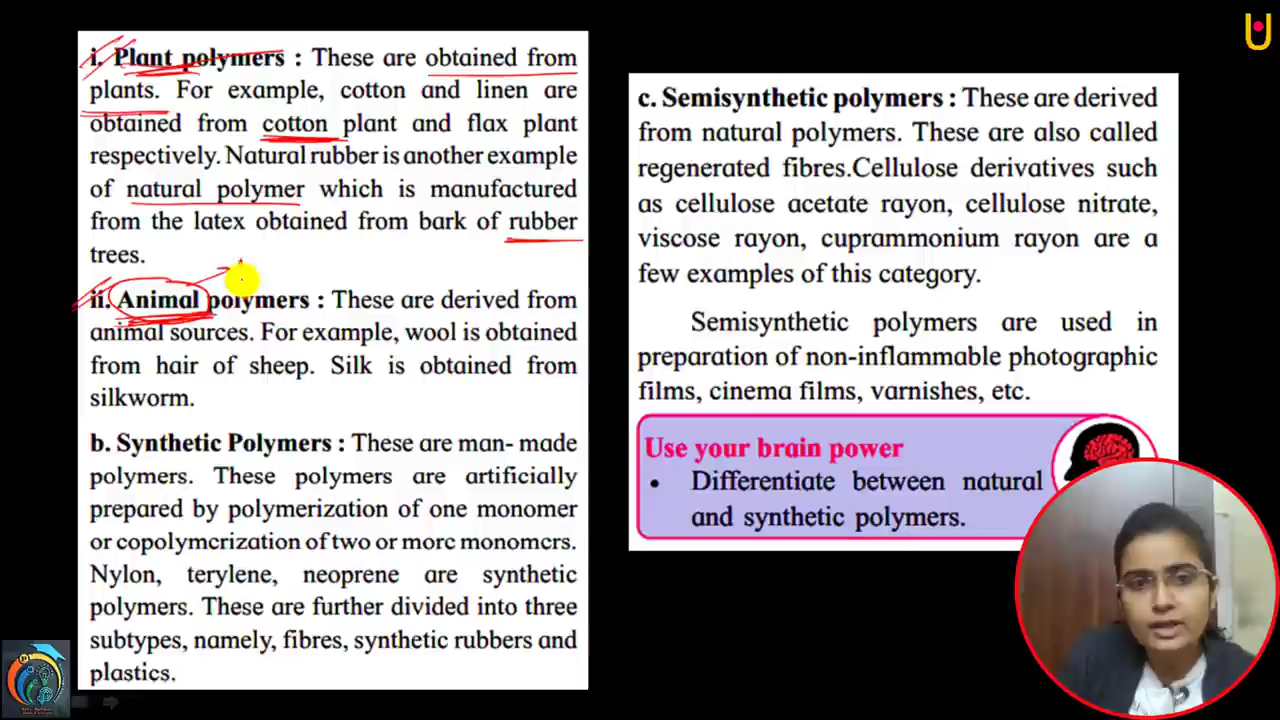 i. Plant polymers : These are obtained from
plants. For example, cotton and linen are
obtained from cotton plant and flax plant
respectively. Natural rubber is another example
of natural polymer which is manufactured
from the latex obtained from bark of rubber
trees.
ii. Animal polymers : These are derived from
animal sources. For example, wool is obtained
from hair of sheep. Silk is obtained from
silkworm.
b. Synthetic Polymers : These are man- made
polymers. These polymers are artificially
prepared by polymerization of one monomer
or copolymerization of two or more monomers.
Nylon, terylene, neoprene are synthetic
polymers. These are further divided into three
subtypes, namely, fibres, synthetic rubbers and
plastics.
c. Semisynthetic polymers : These are derived
from natural polymers. These are also called
regenerated fibres.Cellulose derivatives such
as cellulose acetate rayon, cellulose nitrate,
viscose rayon, cuprammonium rayon are a
few examples of this category.
Semisynthetic polymers are used in
preparation of non-inflammable photographic
films, cinema films, varnishes, etc.
Use your brain power
• Differentiate between natural
and synthetic polymers.